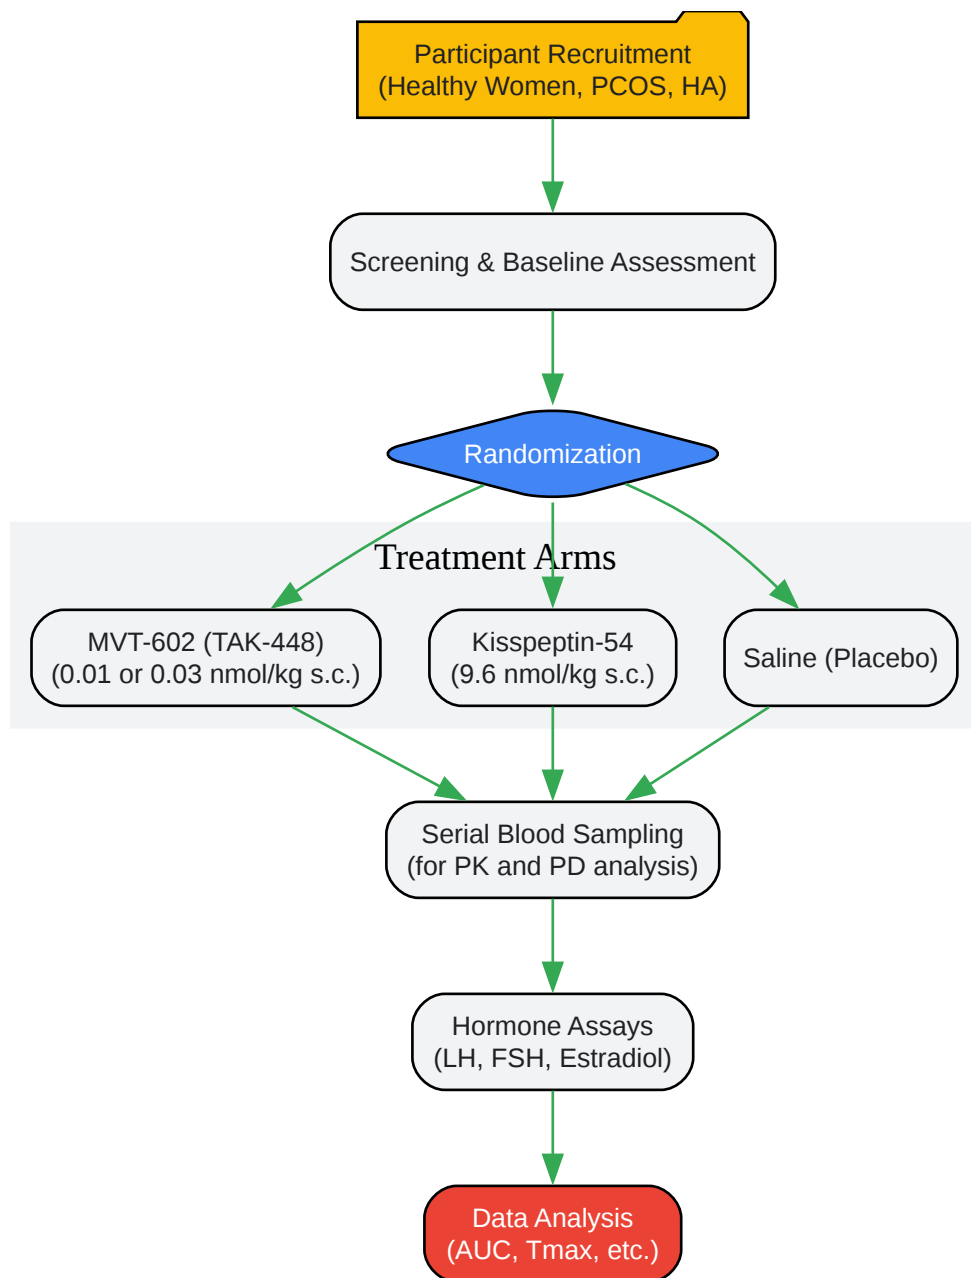 Participant Recruitment
(Healthy Women, PCOS, HA)
Screening & Baseline Assessment
Randomization
Treatment Arms
MVT-602 (TAK-448)
(0.01 or 0.03 nmol/kg s.c.)
Kisspeptin-54
(9.6 nmol/kg s.c.)
Saline (Placebo)
Serial Blood Sampling
(for PK and PD analysis)
Hormone Assays
(LH, FSH, Estradiol)
Data Analysis
(AUC, Tmax, etc.)